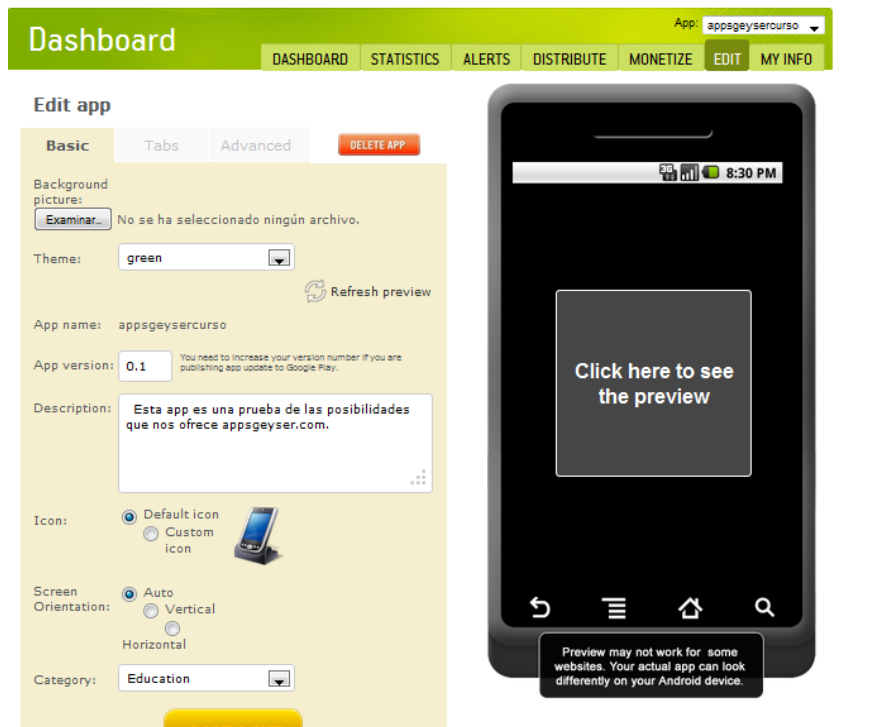 App: appsgeysercurso
Dashboard
DASHBOARD STATISTICS ALERTS DISTRIBUTE MONETIZE EDIT MY INFO
Edit app
Basic Tabs Advanced DELETE APP
Background
picture:
Examinar... No se ha seleccionado ningún archivo.
Theme: green
Refresh preview
App name: appsgeysercurso
App version: 0.1 You need to increase your version number if you are
publishing app update to Google Play.
Description: Esta app es una prueba de las posibilidades
que nos ofrece appsgeyser.com.
Icon: Default icon
Custom
icon
Screen
Orientation: Auto
Vertical
Horizontal
Category: Education
3G 8:30 PM
Click here to see
the preview
Preview may not work for some
websites. Your actual app can look
differently on your Android device.